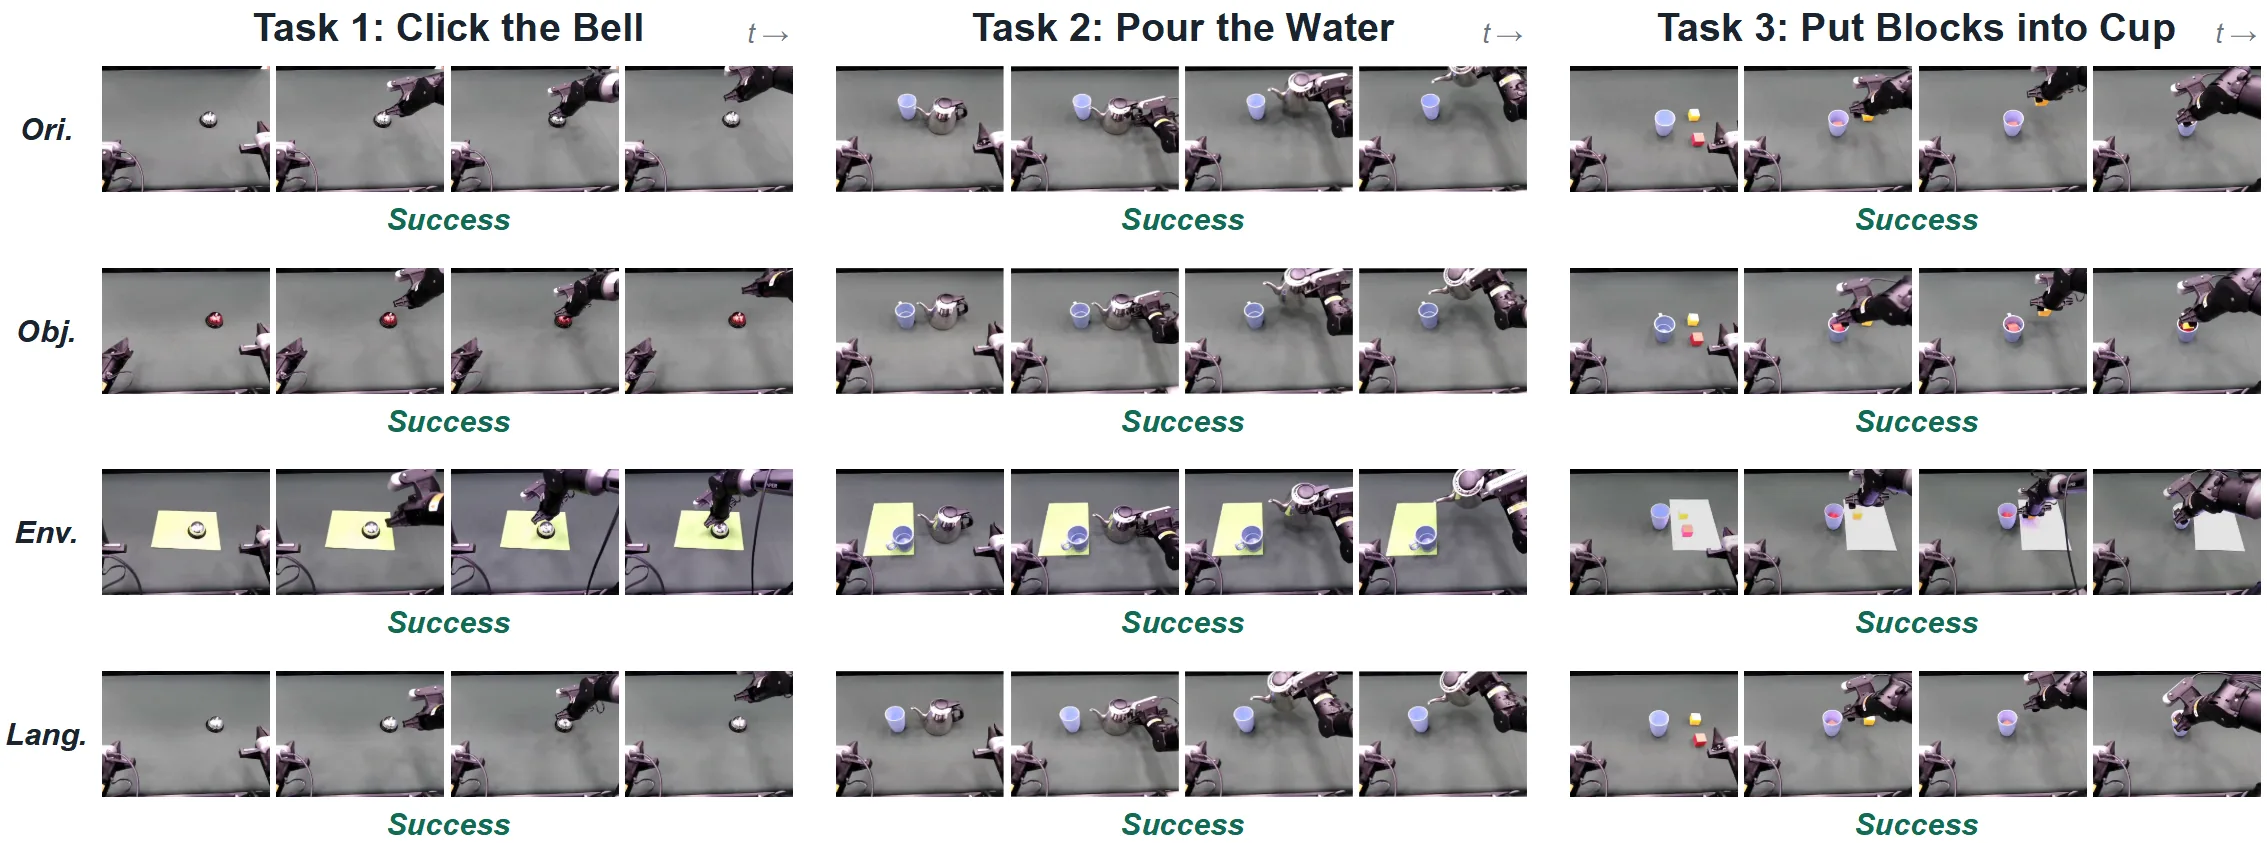 Task 1: Click the Bell t→ Task 2: Pour the Water t→ Task 3: Put Blocks into Cup t→
Ori.
Success Success Success
Obj.
Success Success Success
Env.
Success Success Success
Lang.
Success Success Success